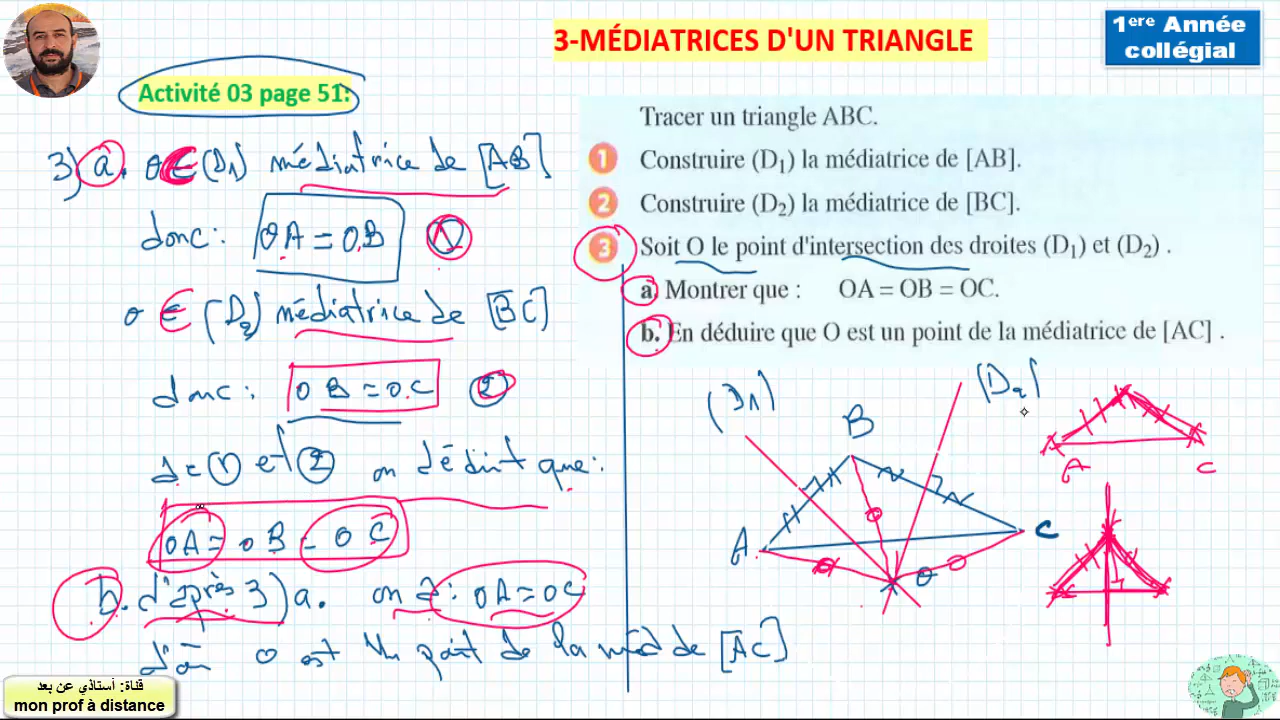 3-MÉDIATRICES D'UN TRIANGLE
1ere Année
collégial
Activité 03 page 51:
3) a. O ∈ (D1) médiatrice de [AB]
donc: OA = OB 1
O ∈ (D2) médiatrice de [BC]
donc: OB = OC 2
de 1 et 2 on déduit que:
OA = OB = OC
b. d'après 3) a. on a: OA = OC
d'où O est un point de la méd de [AC]
Tracer un triangle ABC.
1 Construire (D1) la médiatrice de [AB].
2 Construire (D2) la médiatrice de [BC].
3 Soit O le point d'intersection des droites (D1) et (D2) .
a. Montrer que : OA = OB = OC.
b. En déduire que O est un point de la médiatrice de [AC] .
(D1)
(D2)
B
A
C
O
A
C
قناة: أستاذي عن بعد
mon prof à distance